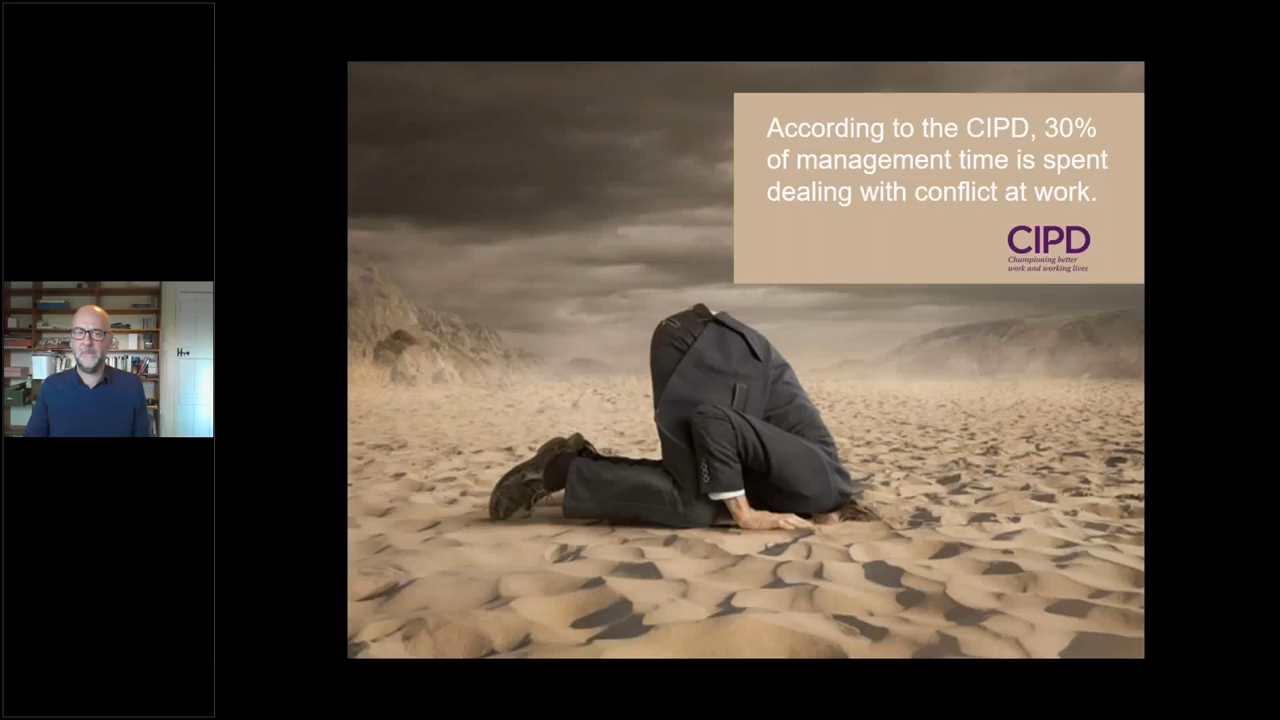 According to the CIPD, 30%
of management time is spent
dealing with conflict at work.
CIPD
Championing better
work and working lives